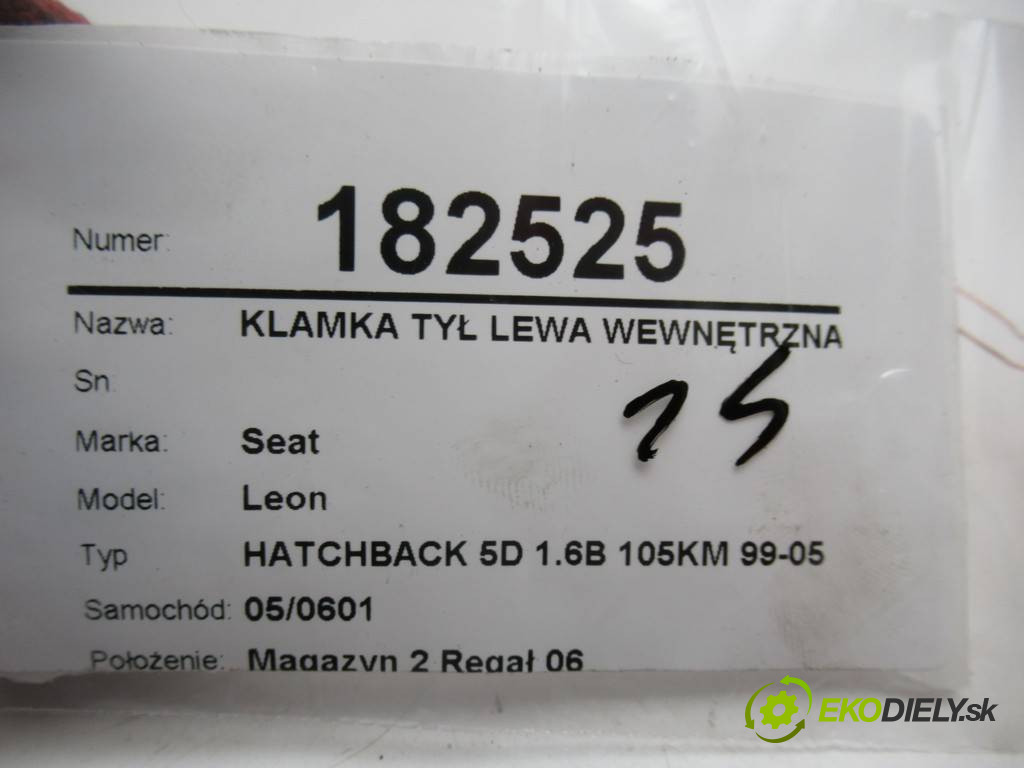 Numer: 182525
Nazwa: KLAMKA TYŁ LEWA WEWNĘTRZNA
Sn
Marka: Seat
Model: Leon
Typ HATCHBACK 5D 1.6B 105KM 99-05
Samochód: 05/0601
Położenie: Magazyn 2 Regał 06
EKODIELY.sk